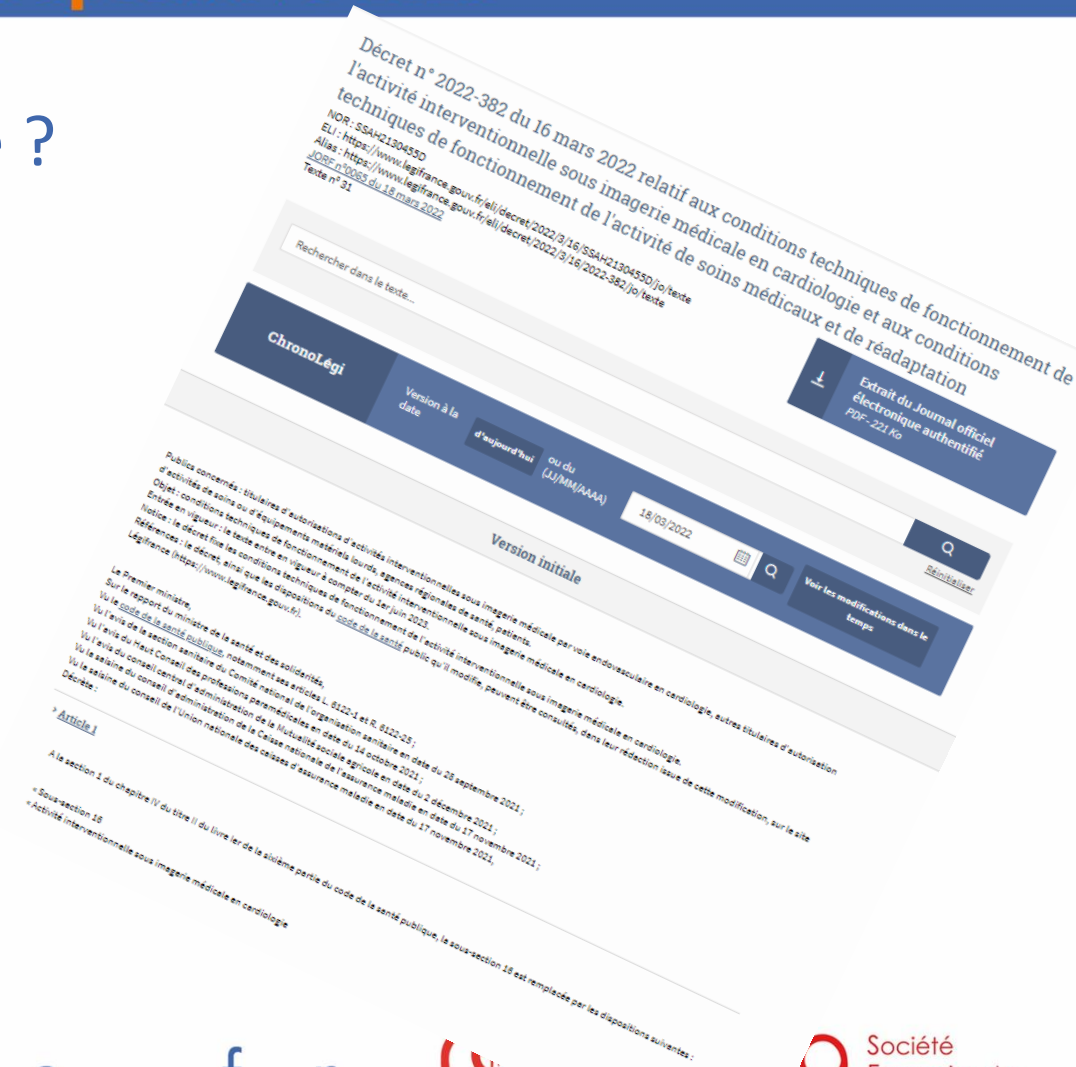 ?
Décret n° 2022-382 du 16 mars 2022 relatif aux conditions techniques de fonctionnement de
l'activité interventionnelle sous imagerie médicale en cardiologie et aux conditions
techniques de fonctionnement de l'activité de soins médicaux et de réadaptation
NOR : SSAH2130455D
ELI : https://www.legifrance.gouv.fr/eli/decret/2022/3/16/SSAH2130455D/jo/texte
Alias : https://www.legifrance.gouv.fr/eli/decret/2022/3/16/2022-382/jo/texte
JORF n°0065 du 18 mars 2022
Texte n° 31
Extrait du Journal officiel
électronique authentifié
PDF - 221 Ko
Rechercher dans le texte...
Réinitialiser
ChronoLégi
Version à la
date
d'aujourd'hui
ou du
(JJ/MM/AAAA)
18/03/2022
Voir les modifications dans le
temps
Version initiale
Publics concernés : titulaires d'autorisations d'activités interventionnelles sous imagerie médicale par voie endovasculaire en cardiologie, autres titulaires d'autorisation
d'activités de soins ou d'équipements matériels lourds, agences régionales de santé, patients.
Objet : conditions techniques de fonctionnement de l'activité interventionnelle sous imagerie médicale en cardiologie.
Entrée en vigueur : le texte entre en vigueur à compter du 1er juin 2023.
Notice : le décret fixe les conditions techniques de fonctionnement de l'activité interventionnelle sous imagerie médicale en cardiologie.
Références : le décret, ainsi que les dispositions du code de la santé public qu'il modifie, peuvent être consultés, dans leur rédaction issue de cette modification, sur le site
Légifrance (https://www.legifrance.gouv.fr).
Le Premier ministre,
Sur le rapport du ministre de la santé et des solidarités,
Vu le code de la santé publique, notamment ses articles L. 6122-1 et R. 6122-25 ;
Vu l'avis de la section sanitaire du Comité national de l'organisation sanitaire en date du 28 septembre 2021 ;
Vu l'avis du Haut Conseil des professions paramédicales en date du 14 octobre 2021 ;
Vu l'avis du conseil central d'administration de la Mutualité sociale agricole en date du 2 décembre 2021 ;
Vu la saisine du conseil d'administration de la Caisse nationale de l'assurance maladie en date du 17 novembre 2021 ;
Vu la saisine du conseil de l'Union nationale des caisses d'assurance maladie en date du 17 novembre 2021,
Décrète :
Article 1
A la section 1 du chapitre IV du titre II du livre Ier de la sixième partie du code de la santé publique, la sous-section 16 est remplacée par les dispositions suivantes :
« Sous-section 16
« Activité interventionnelle sous imagerie médicale en cardiologie
Société